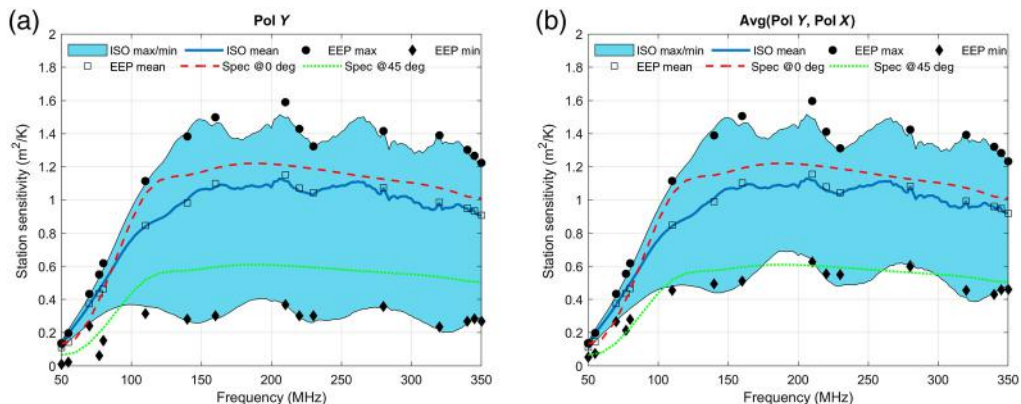 (a)
Pol Y
ISO max/min ISO mean EEP max EEP min
EEP mean Spec @0 deg Spec @45 deg
Station sensitivity (m²/K)
2
1.8
1.6
1.4
1.2
1
0.8
0.6
0.4
0.2
0
50 100 150 200 250 300 350
Frequency (MHz)
(b)
Avg(Pol Y, Pol X)
ISO max/min ISO mean EEP max EEP min
EEP mean Spec @0 deg Spec @45 deg
Station sensitivity (m²/K)
2
1.8
1.6
1.4
1.2
1
0.8
0.6
0.4
0.2
0
50 100 150 200 250 300 350
Frequency (MHz)